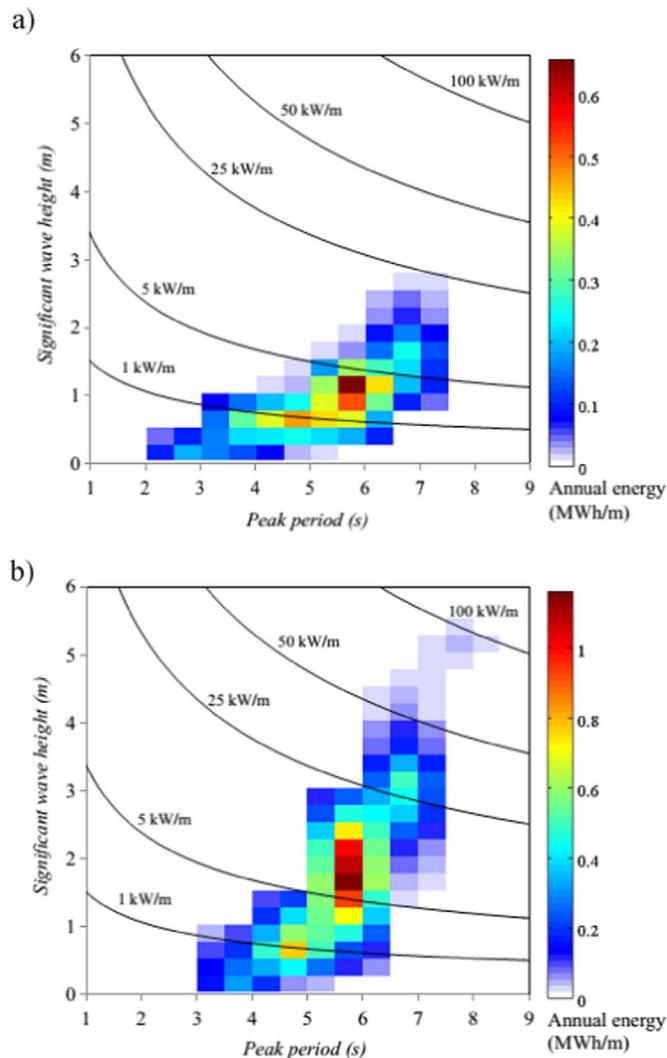 a)
6
5
4
3
2
1
0
Significant wave height (m)
100 kW/m
50 kW/m
25 kW/m
5 kW/m
1 kW/m
1 2 3 4 5 6 7 8 9
Peak period (s)
0.6
0.5
0.4
0.3
0.2
0.1
0
Annual energy
(MWh/m)
b)
6
5
4
3
2
1
0
Significant wave height (m)
100 kW/m
50 kW/m
25 kW/m
5 kW/m
1 kW/m
1 2 3 4 5 6 7 8 9
Peak period (s)
1
0.8
0.6
0.4
0.2
0
Annual energy
(MWh/m)